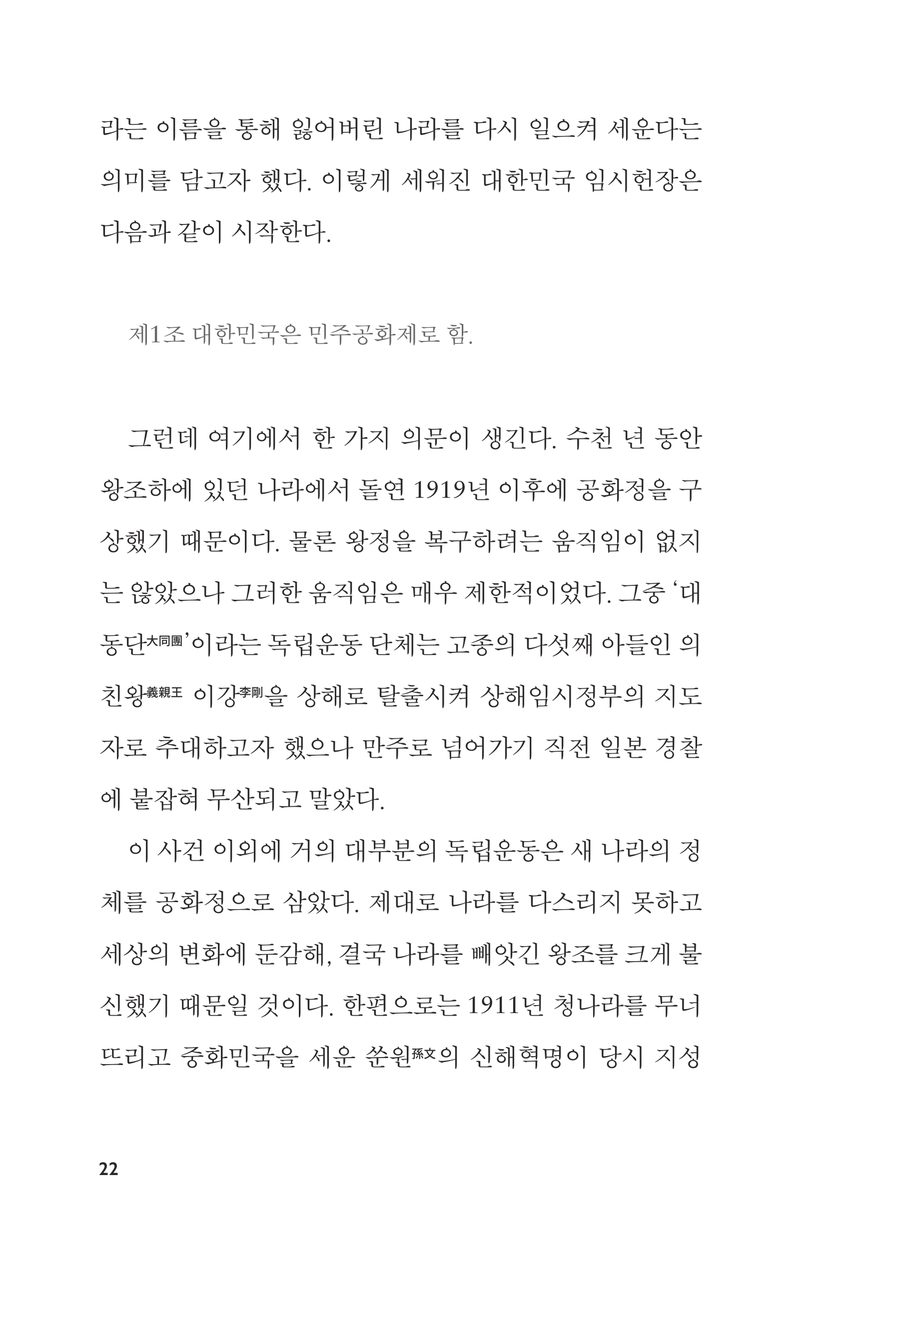 라는 이름을 통해 잃어버린 나라를 다시 일으켜 세운다는
의미를 담고자 했다. 이렇게 세워진 대한민국 임시헌장은
다음과 같이 시작한다.
제1조 대한민국은 민주공화제로 함.
그런데 여기에서 한 가지 의문이 생긴다. 수천 년 동안
왕조하에 있던 나라에서 돌연 1919년 이후에 공화정을 구
상했기 때문이다. 물론 왕정을 복구하려는 움직임이 없지
는 않았으나 그러한 움직임은 매우 제한적이었다. 그중 ‘대
동단大同團’이라는 독립운동 단체는 고종의 다섯째 아들인 의
친왕義親王 이강李剛을 상해로 탈출시켜 상해임시정부의 지도
자로 추대하고자 했으나 만주로 넘어가기 직전 일본 경찰
에 붙잡혀 무산되고 말았다.
이 사건 이외에 거의 대부분의 독립운동은 새 나라의 정
체를 공화정으로 삼았다. 제대로 나라를 다스리지 못하고
세상의 변화에 둔감해, 결국 나라를 빼앗긴 왕조를 크게 불
신했기 때문일 것이다. 한편으로는 1911년 청나라를 무너
뜨리고 중화민국을 세운 쑨원孫文의 신해혁명이 당시 지성
22